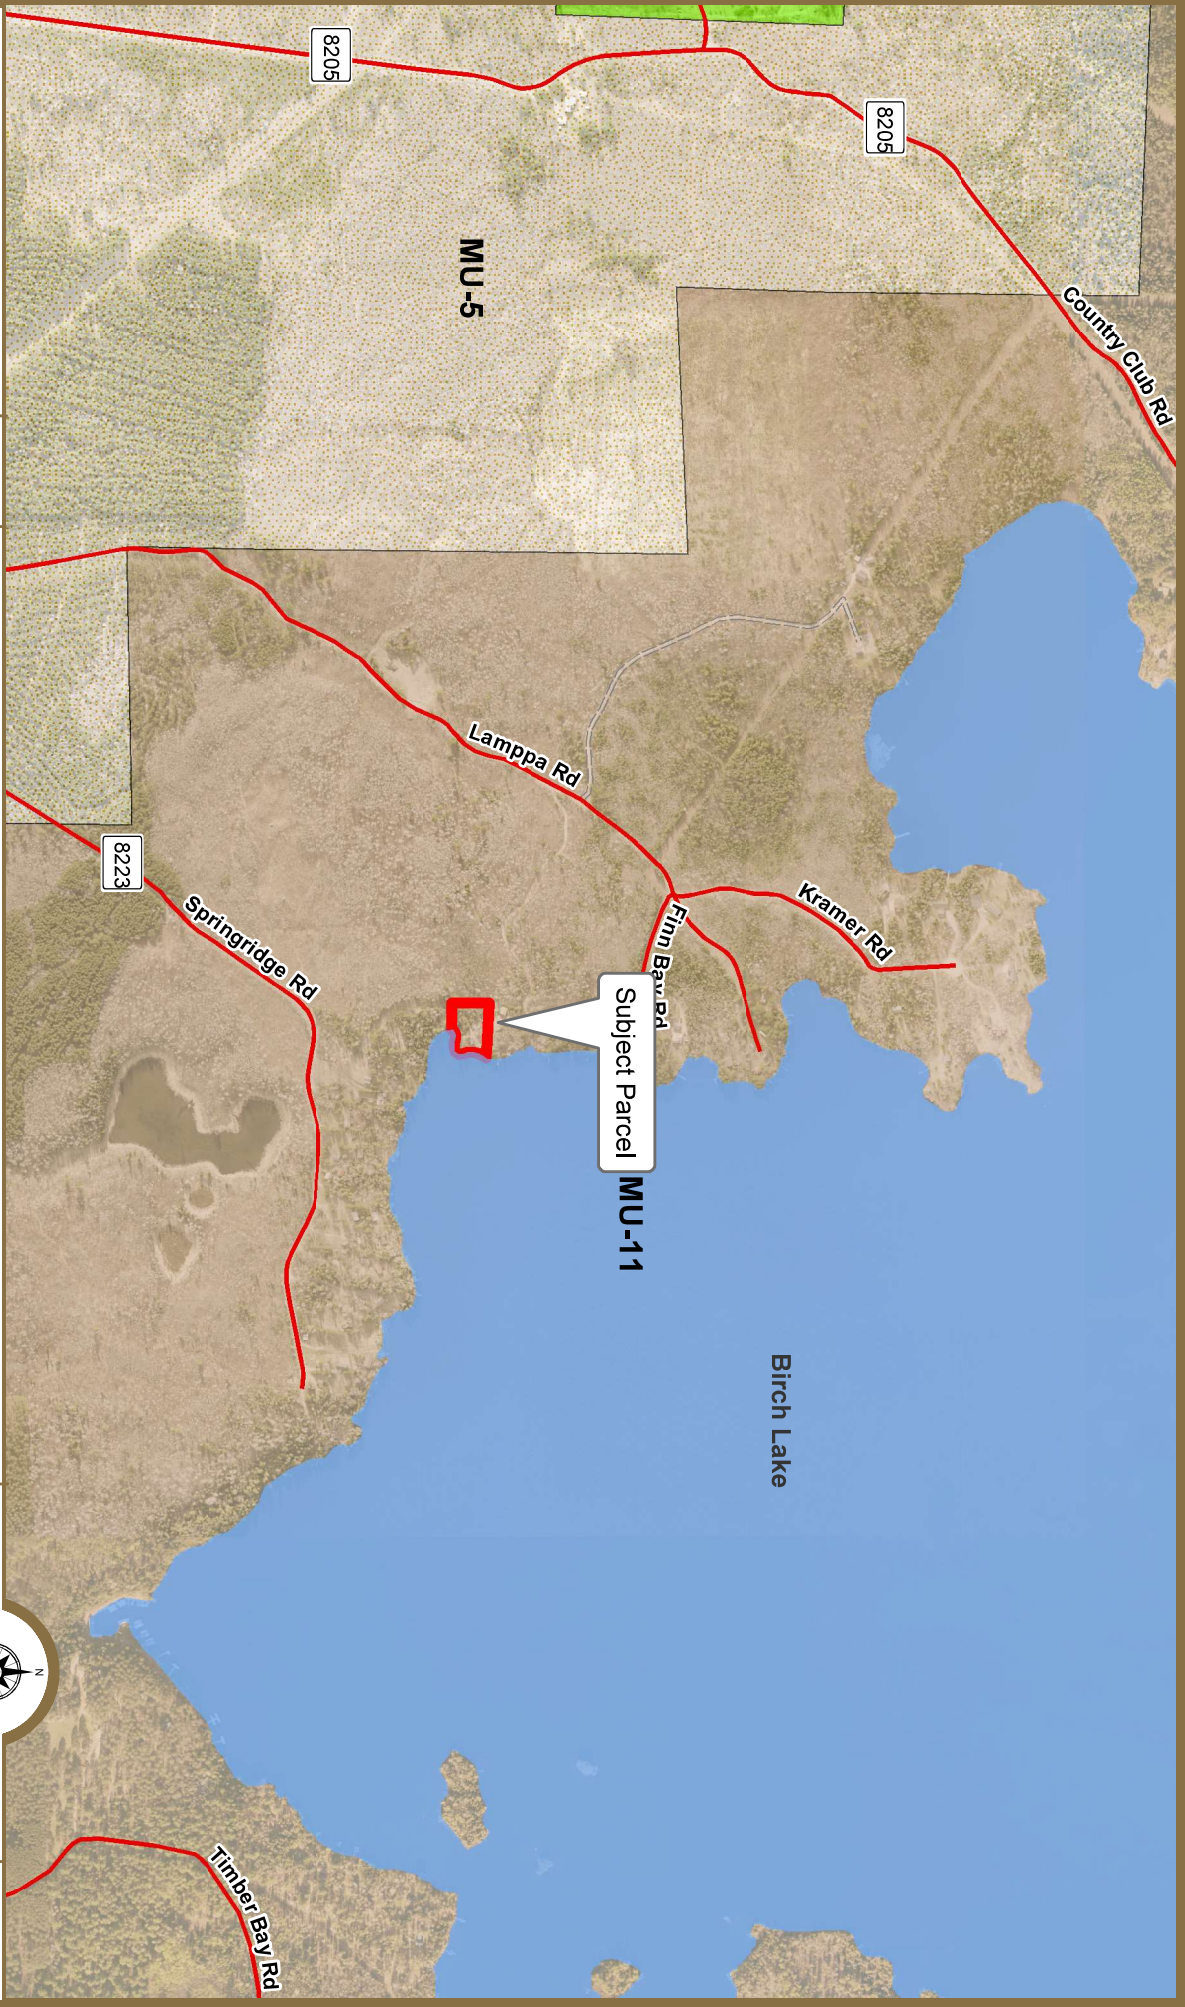 8205
8205
Country Club Rd
MU-5
Lamppa Rd
Kramer Rd
Finn Bay Rd
8223
Springridge Rd
Subject Parcel
MU-11
Birch Lake
Timber Bay Rd
N